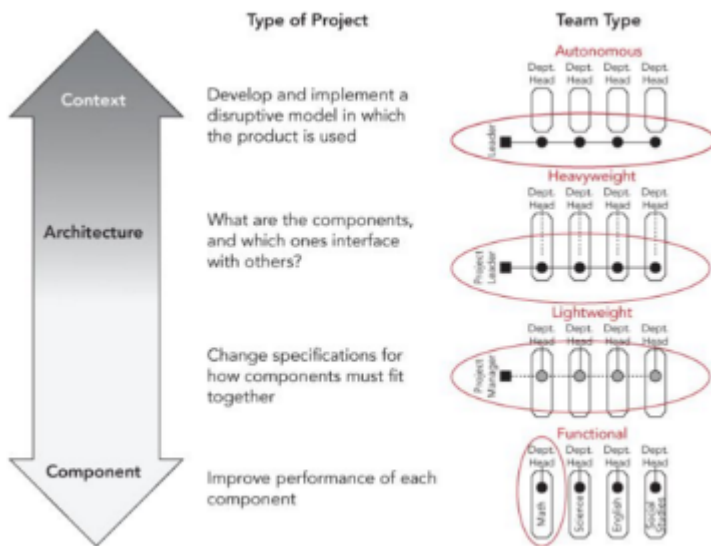 Type of Project
Team Type
Context
Develop and implement a
disruptive model in which
the product is used
Autonomous
Dept. Dept. Dept. Dept.
Head Head Head Head
Leader
Architecture
What are the components,
and which ones interface
with others?
Heavyweight
Dept. Dept. Dept. Dept.
Head Head Head Head
Project
Leader
Change specifications for
how components must fit
together
Lightweight
Dept. Dept. Dept. Dept.
Head Head Head Head
Project
Manager
Component
Improve performance of each
component
Functional
Dept. Dept. Dept. Dept.
Head Head Head Head
Math
Science
English
Social
Studies